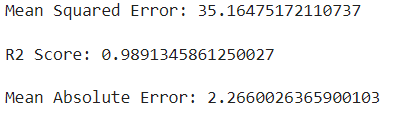 Mean Squared Error: 35.16475172110737
R2 Score: 0.9891345861250027
Mean Absolute Error: 2.2660026365900103